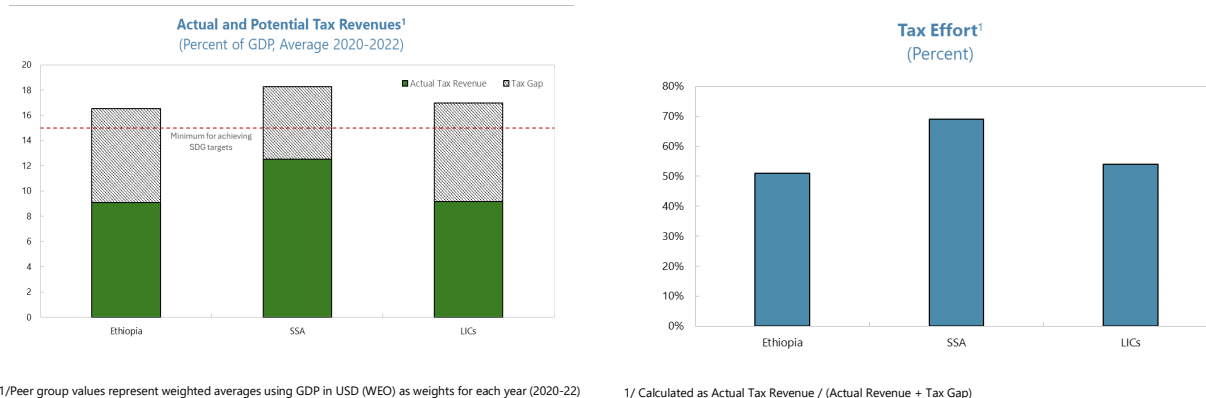 Actual and Potential Tax Revenues¹
(Percent of GDP, Average 2020-2022)
20
18
16
14
12
10
8
6
4
2
0
Actual Tax Revenue
Tax Gap
Minimum for achieving
SDG targets
Ethiopia
SSA
LICs
1/Peer group values represent weighted averages using GDP in USD (WEO) as weights for each year (2020-22)
Tax Effort¹
(Percent)
80%
70%
60%
50%
40%
30%
20%
10%
0%
Ethiopia
SSA
LICs
1/ Calculated as Actual Tax Revenue / (Actual Revenue + Tax Gap)